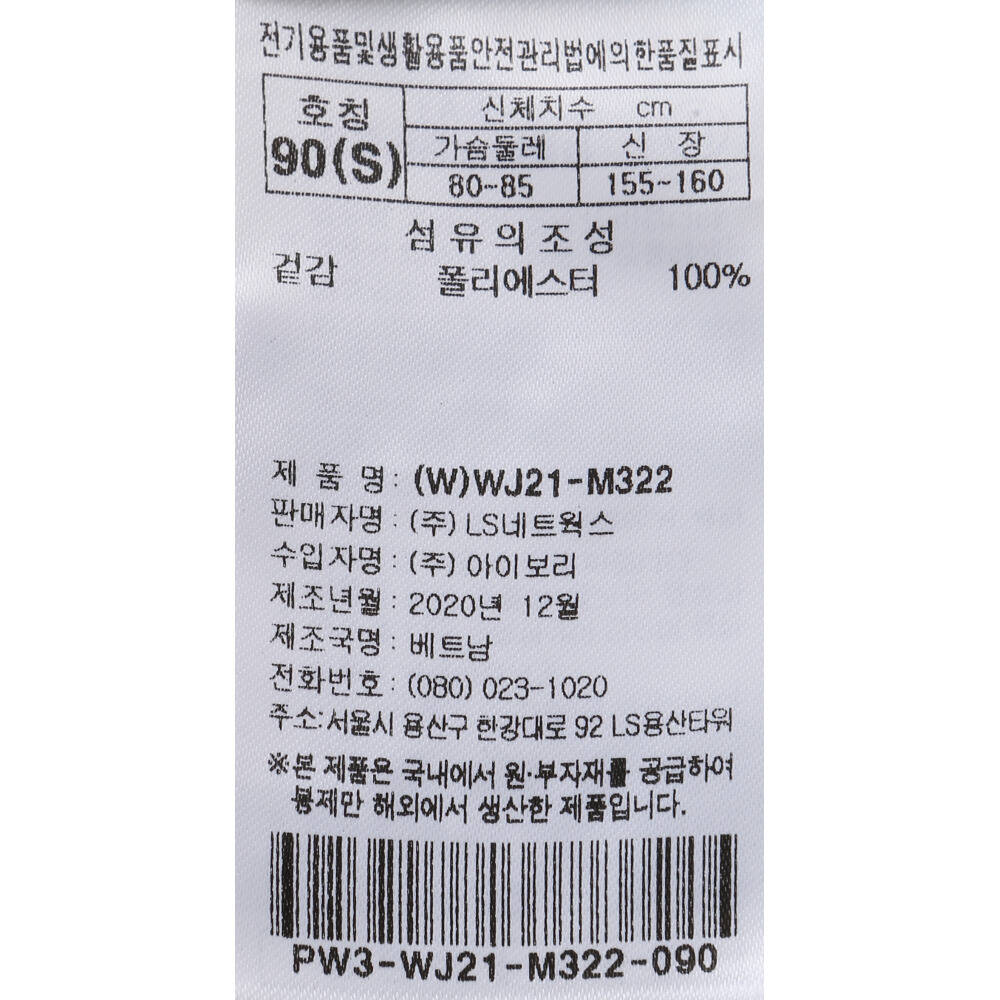 전기용품및생활용품안전관리법에의한품질표시
호칭 신체치수 cm
90(S) 가슴둘레 신 장
80~85 155~160
섬유의조성
겉감 폴리에스터 100%
제 품 명 : (W)WJ21-M322
판매자명 : (주) LS네트웍스
수입자명 : (주) 아이보리
제조년월 : 2020년 12월
제조국명 : 베트남
전화번호 : (080) 023-1020
주소:서울시 용산구 한강대로 92 LS용산타워
※본 제품은 국내에서 원·부자재를 공급하여
봉제만 해외에서 생산한 제품입니다.
PW3-WJ21-M322-090